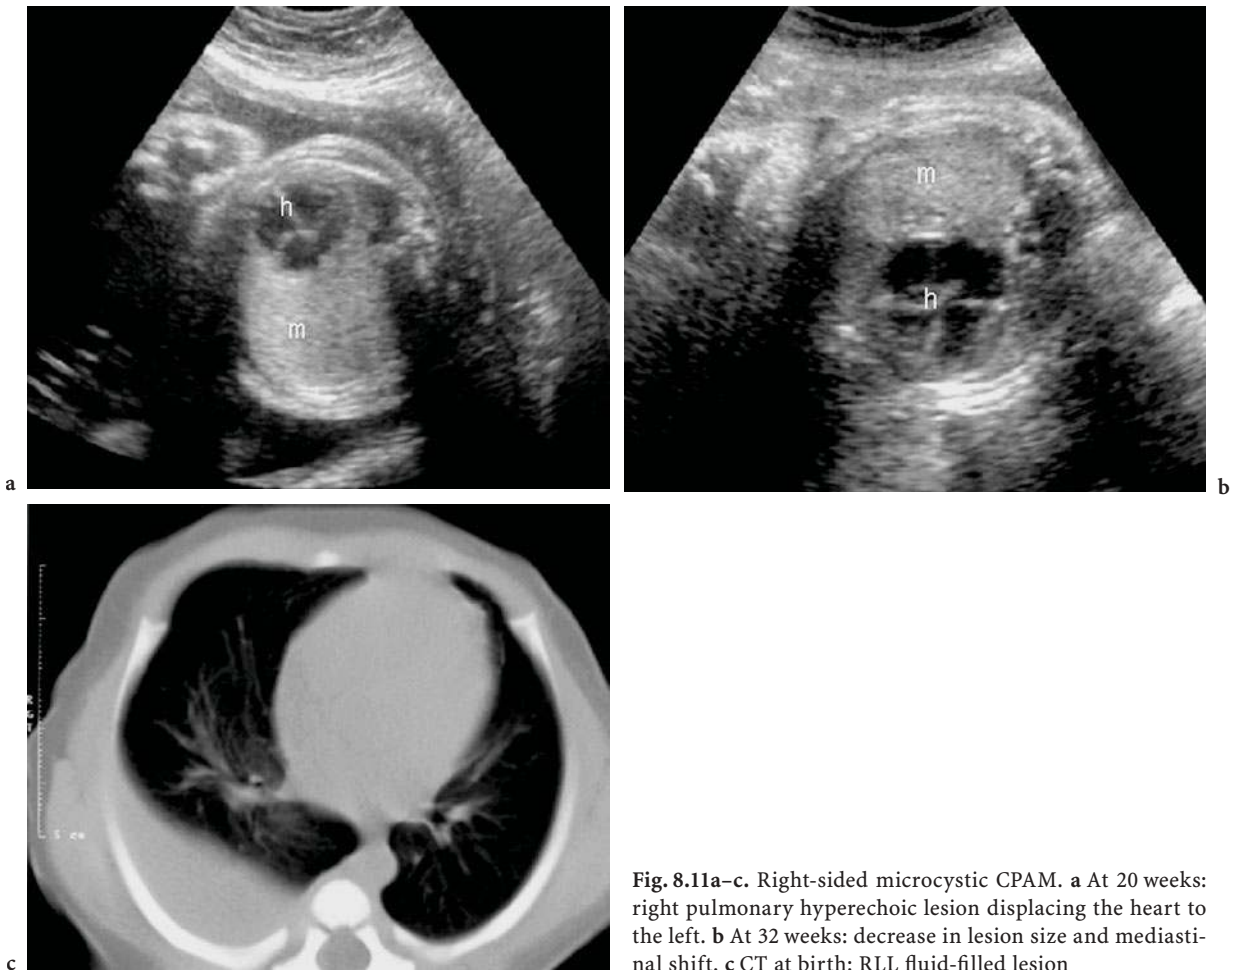 h
m
m
h
a
b
5 cm
c
Fig. 8.11a–c. Right-sided microcystic CPAM. a At 20 weeks:
right pulmonary hyperechoic lesion displacing the heart to
the left. b At 32 weeks: decrease in lesion size and mediasti-
nal shift. c CT at birth: RLL fluid-filled lesion